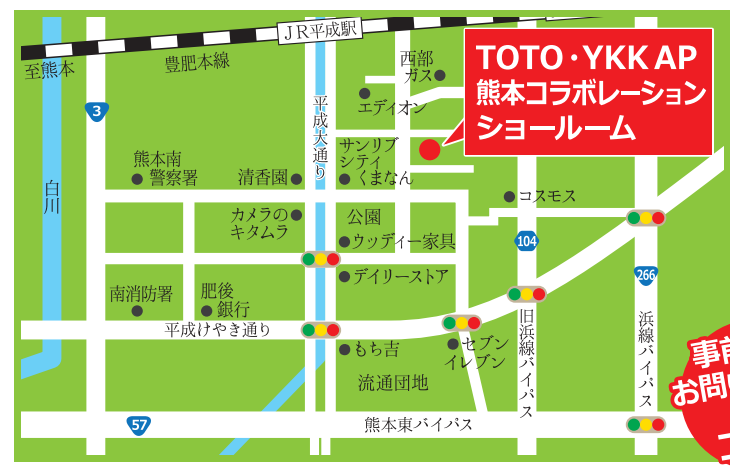 JR平成駅
至熊本
豊肥本線
西部
ガス
エディオン
TOTO・YKK AP
熊本コラボレーション
ショールーム
3
平成大通り
サンリブ
シティ
くまなん
熊本南
警察署
清香園
白川
カメラの
キタムラ
公園
コスモス
ウッディー家具
104
デイリーストア
266
南消防署
肥後
銀行
平成けやき通り
もち吉
セブン
イレブン
旧浜線バイパス
浜線バイパス
流通団地
57
熊本東バイパス
事前
お問い